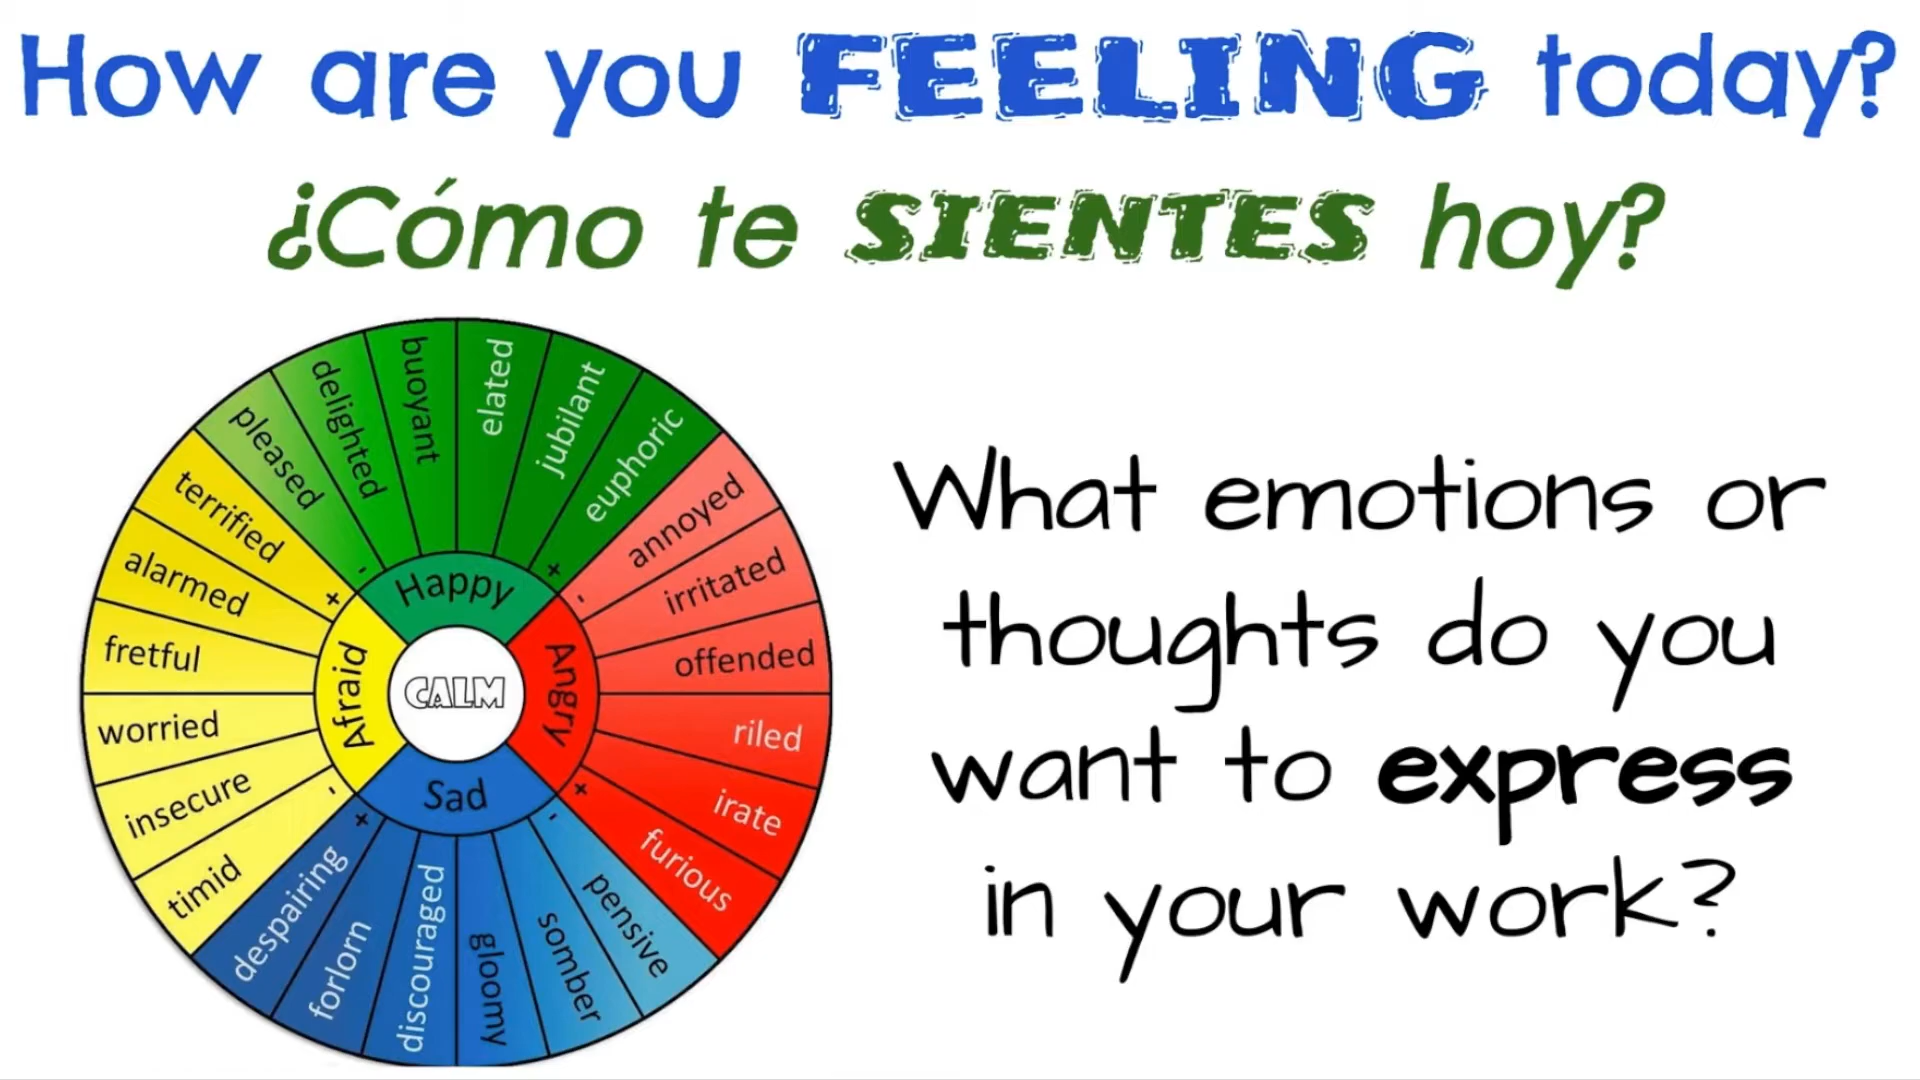 How are you FEELING today?
¿Cómo te SIENTES hoy?
What emotions or
thoughts do you
want to express
in your work?
CALM
Happy
pleased
delighted
buoyant
elated
jubilant
euphoric
-
+
Angry
annoyed
irritated
offended
riled
irate
furious
-
+
Sad
pensive
somber
gloomy
discouraged
forlorn
despairing
-
+
Afraid
timid
insecure
worried
fretful
alarmed
terrified
-
+